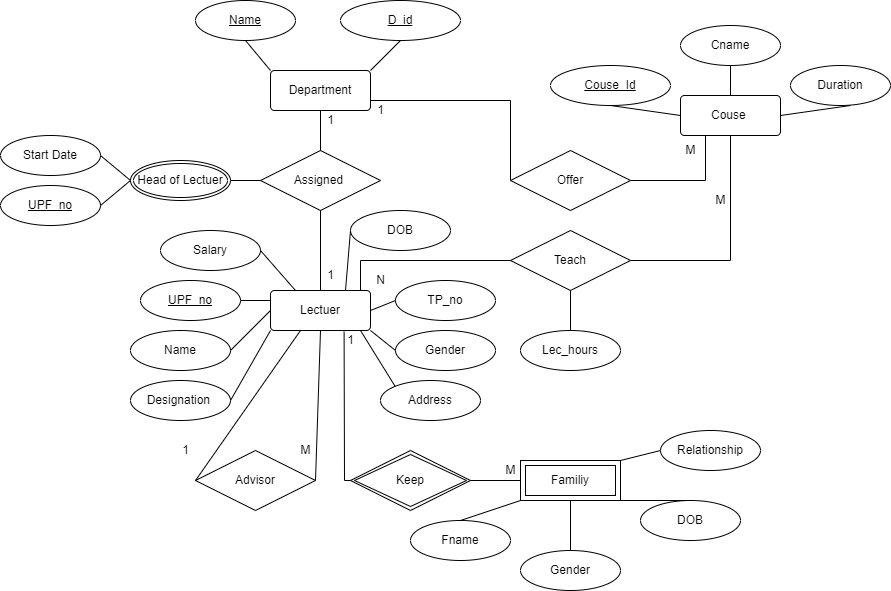 Name
D_id
Cname
Department
Couse_Id
Duration
1
1
Couse
M
Start Date
Head of Lectuer
Assigned
Offer
UPF_no
M
DOB
Salary
Teach
1
N
UPF_no
TP_no
Lectuer
1
Name
Gender
Lec_hours
Designation
Address
1
M
Relationship
M
Advisor
Keep
Familiy
DOB
Fname
Gender